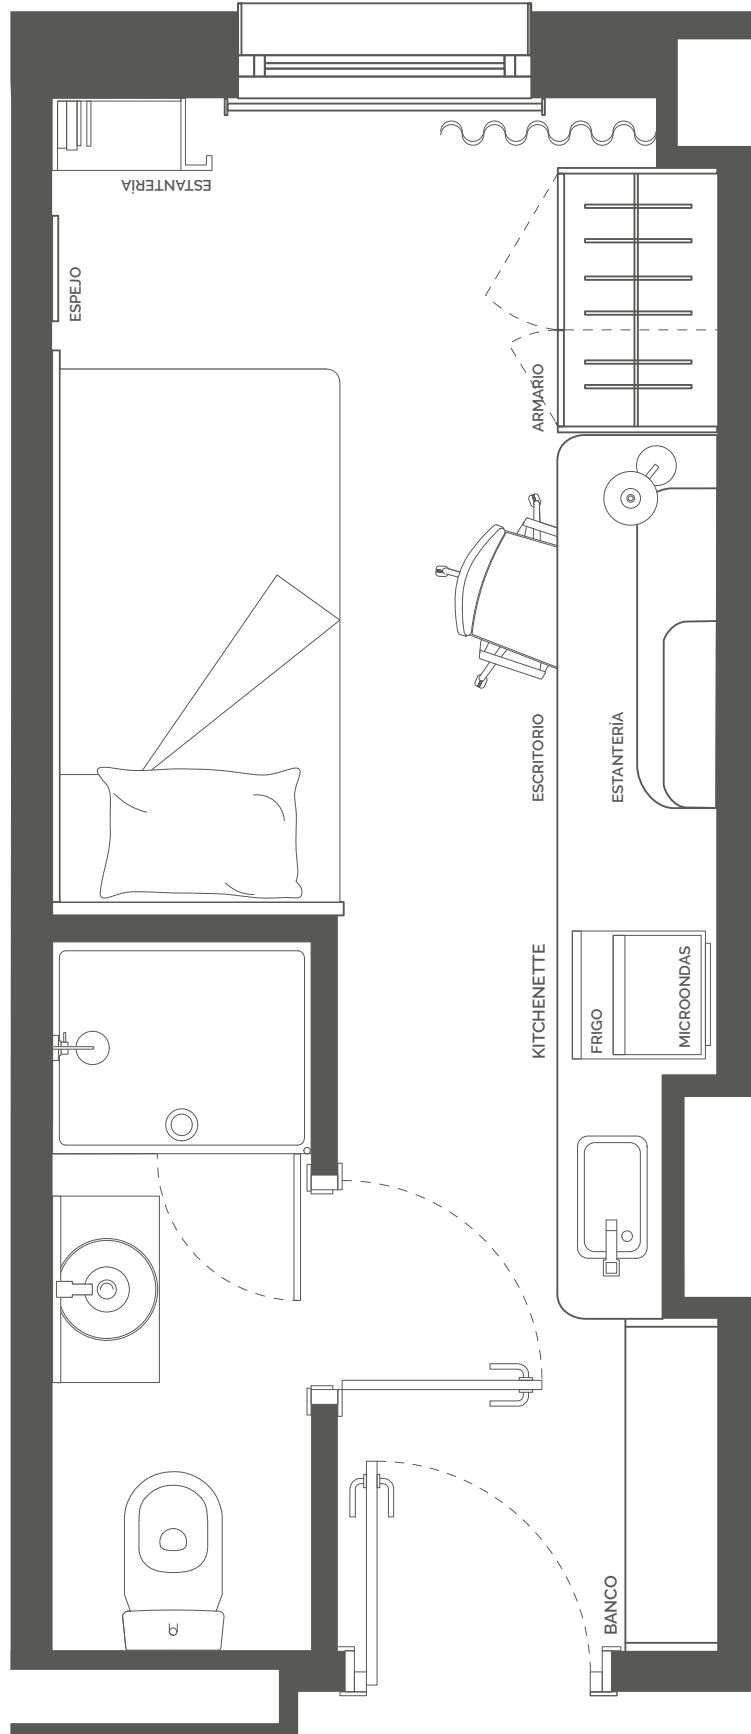 ESTANTERÍA
ESPEJO
ARMARIO
ESCRITORIO
ESTANTERÍA
KITCHENETTE
FRIGO
MICROONDAS
BANCO